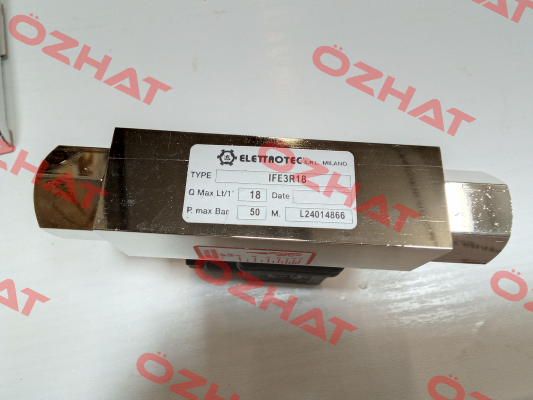 ÖZHAT
ÖZHAT
ELETTROTEC S.R.L. MILANO
TYPE IFE3R18
Q Max Lt/1' 18 Date
P. max Bar 50 M. L24014866
ÖZHAT
ÖZHAT
ÖZHAT
ÖZHAT
ÖZHAT
ÖZHAT